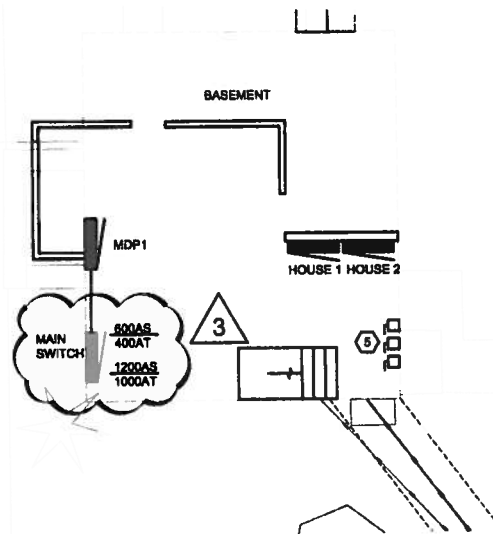 BASEMENT
MDP1
HOUSE 1 HOUSE 2
MAIN
SWITCH
600AS
400AT
1200AS
1000AT
3
5